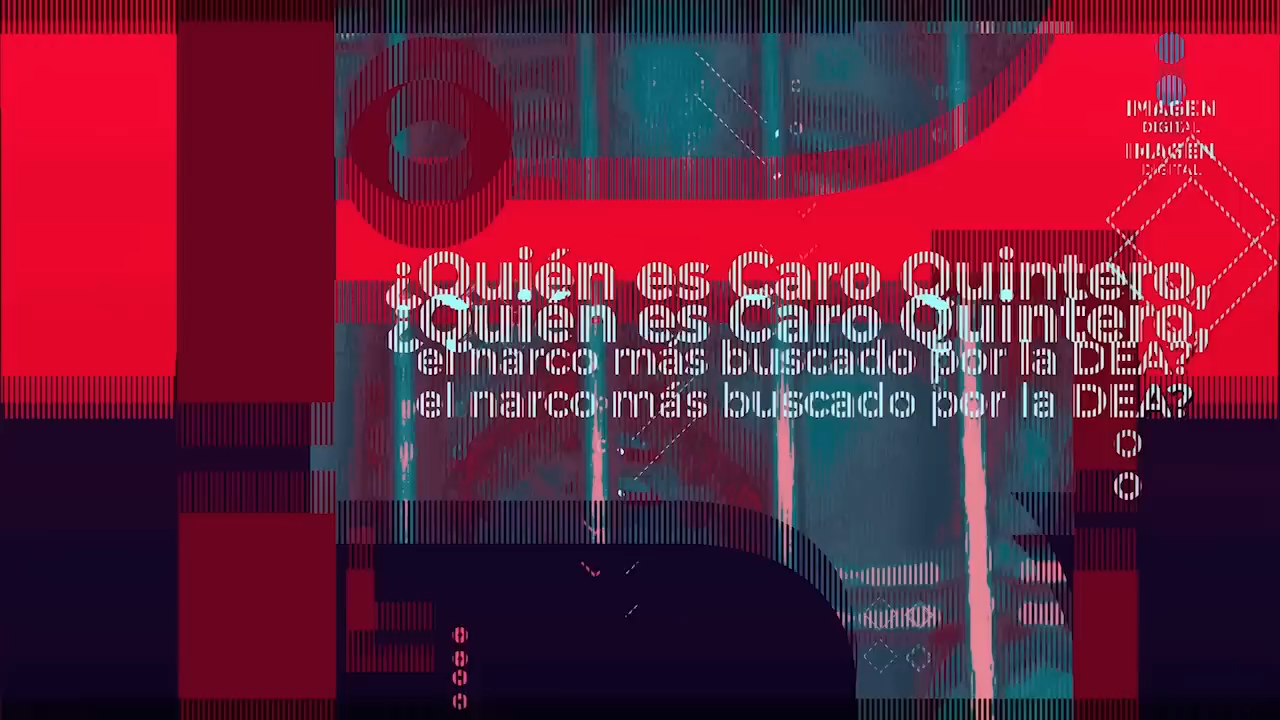 IMAGEN
DIGITAL
IMAGEN
DIGITAL
¿Quién es Caro Quintero,
¿Quién es Caro Quintero,
el narco más buscado por la DEA?
el narco más buscado por la DEA?